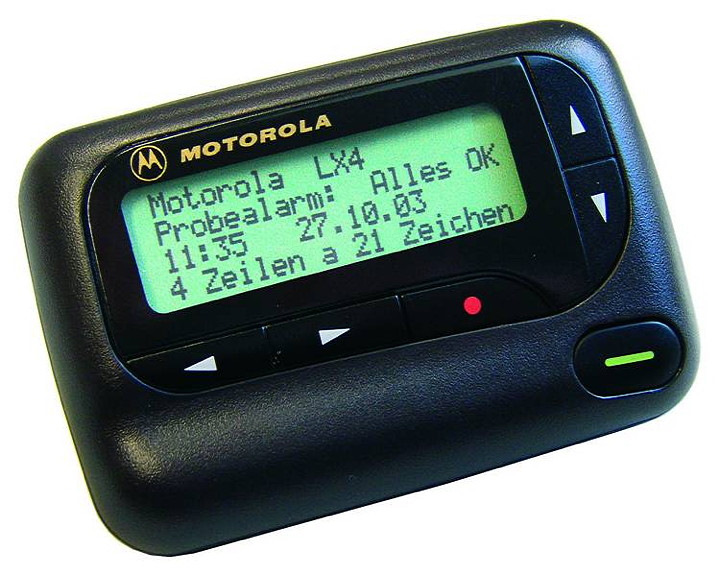 MOTOROLA
Motorola LX4
Probealarm: Alles OK
11:35 27.10.03
4 Zeilen a 21 Zeichen